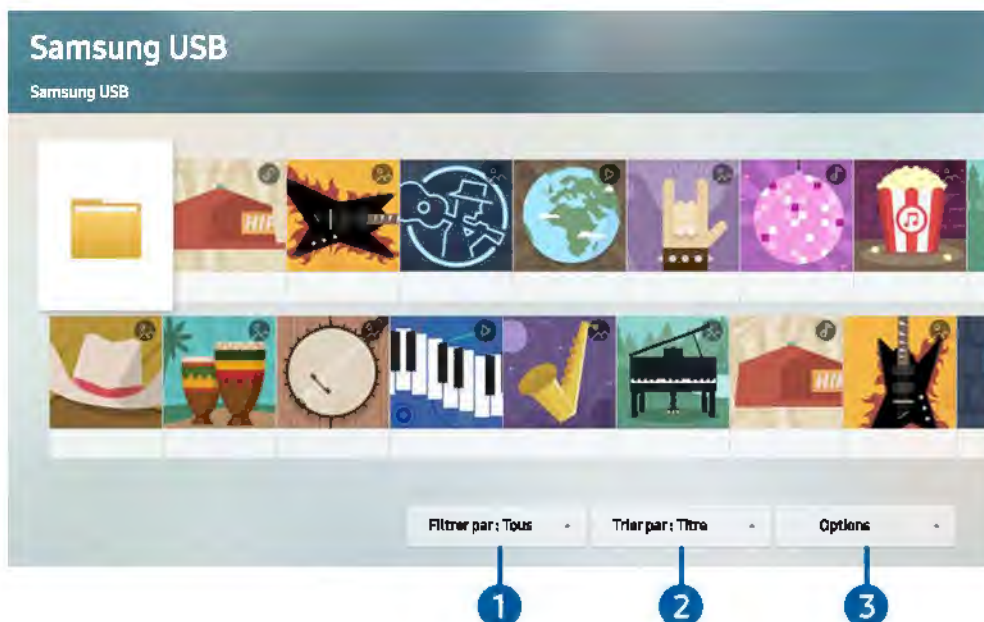 Samsung USB
Samsung USB
HIP
HIP
Filtrer par : Tous
Trier par : Titre
Options
1
2
3